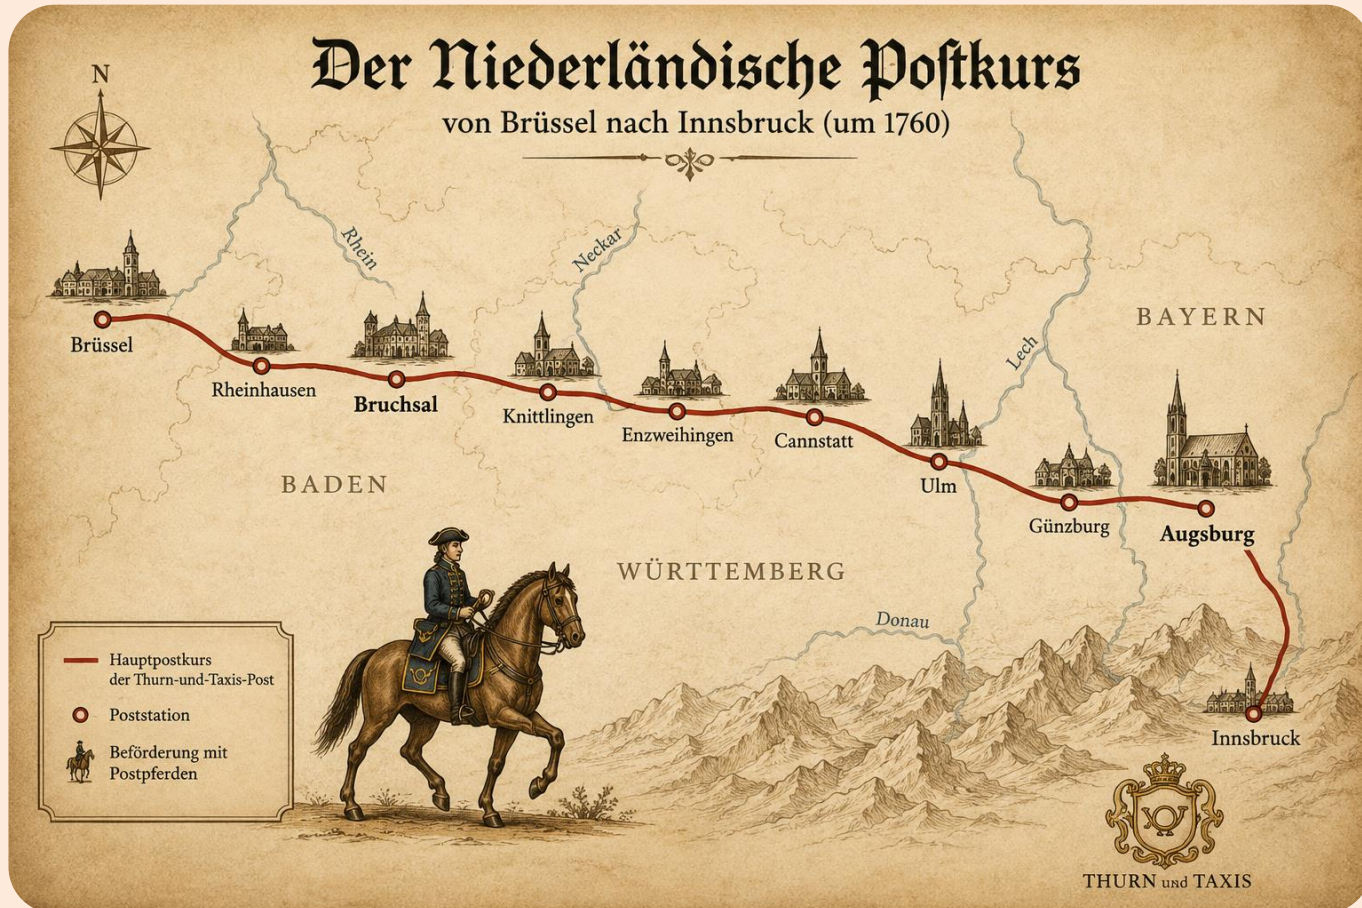 Der Niederländische Poſtkurs
von Brüssel nach Innsbruck (um 1760)
N
Rhein
Neckar
Lech
BAYERN
Brüssel
Rheinhausen
Bruchsal
Knittlingen
Enzweihingen
Cannstatt
Ulm
Günzburg
Augsburg
BADEN
WÜRTTEMBERG
Donau
Innsbruck
Hauptpostkurs
der Thurn-und-Taxis-Post
Poststation
Beförderung mit
Postpferden
THURN und TAXIS